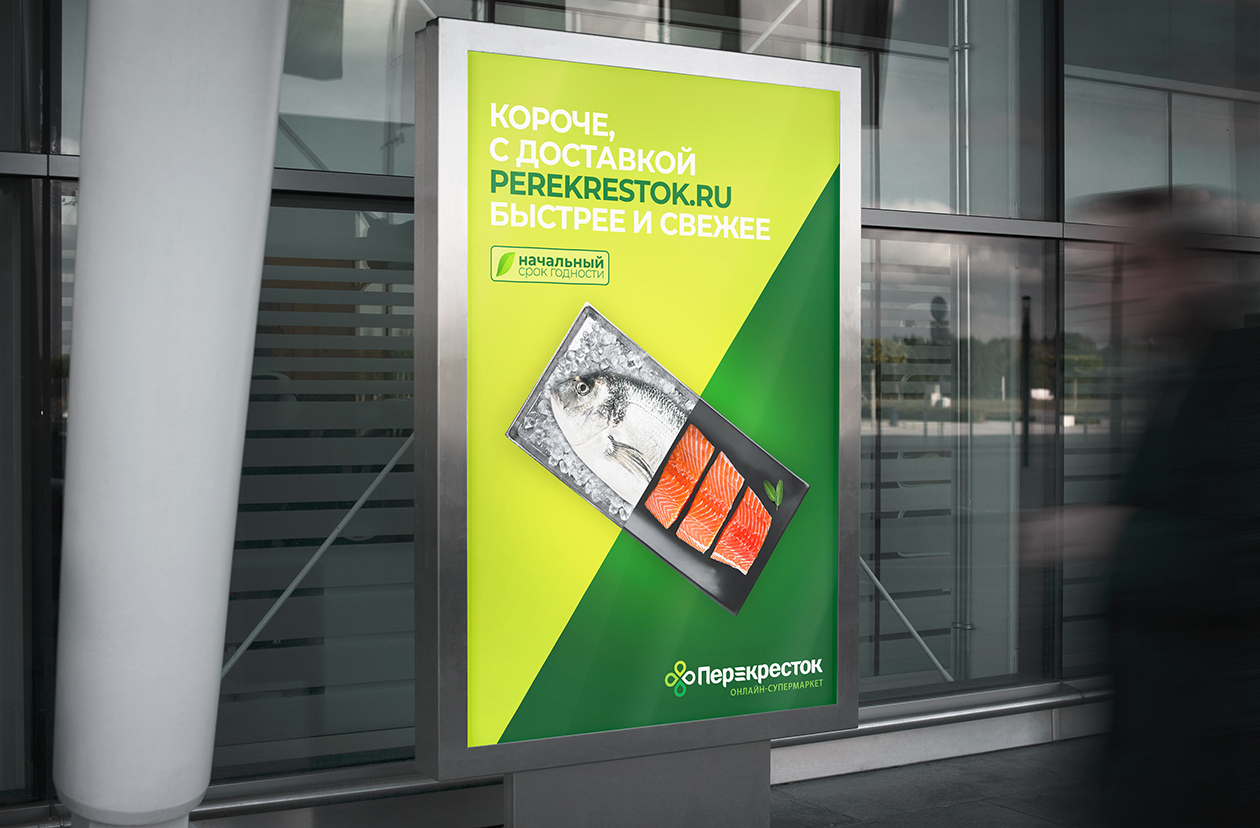 КОРОЧЕ,
С ДОСТАВКОЙ
PEREKRESTOK.RU
БЫСТРЕЕ И СВЕЖЕЕ
начальный
срок годности
Перекресток
ОНЛАЙН-СУПЕРМАРКЕТ